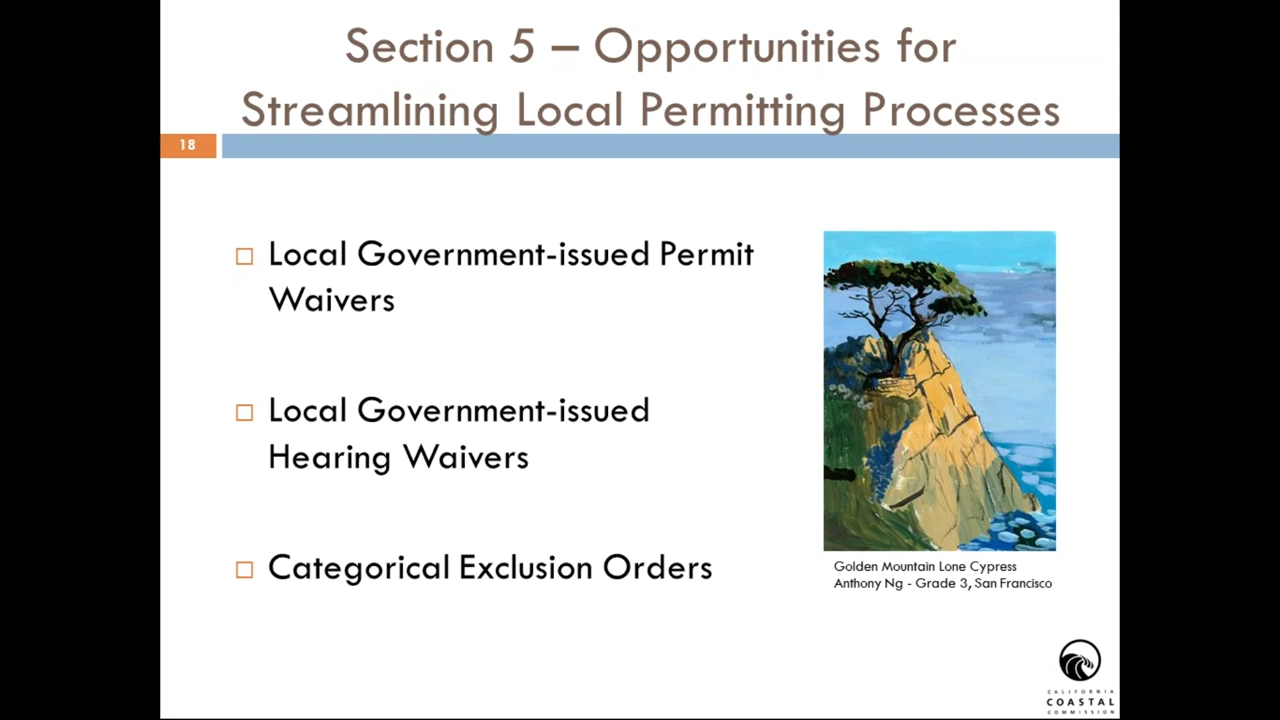 Section 5 – Opportunities for
Streamlining Local Permitting Processes
18
Local Government-issued Permit
Waivers
Local Government-issued
Hearing Waivers
Categorical Exclusion Orders
Golden Mountain Lone Cypress
Anthony Ng - Grade 3, San Francisco
CALIFORNIA
COASTAL
COMMISSION